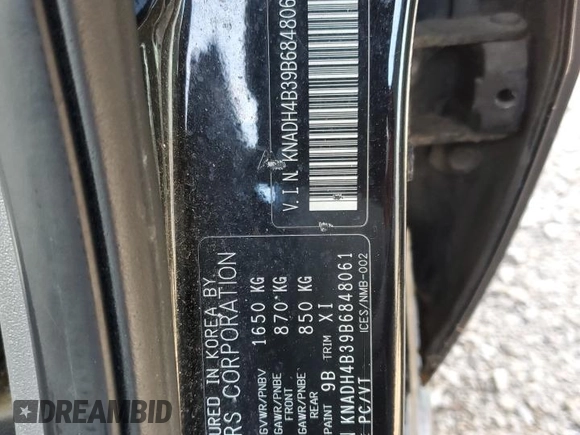 V.I.N. KNADH4B39B6848061
URED IN KOREA BY:
RS CORPORATION
GVWR/PNBV 1650 KG
GAWR/PNBE FRONT 870 KG
GAWR/PNBE REAR 850 KG
PAINT 9B TRIM XI
ICES/NMB-002
N KNADH4B39B6848061
E PC/VT
DREAMBID